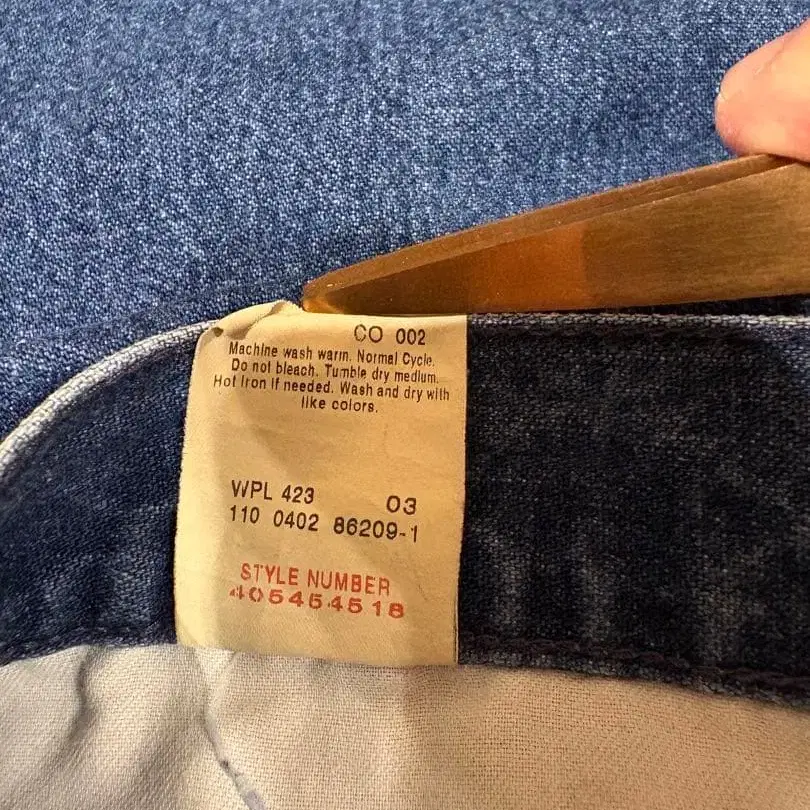 CO 002
Machine wash warm. Normal Cycle.
Do not bleach. Tumble dry medium.
Hot Iron if needed. Wash and dry with
like colors.
WPL 423 03
110 0402 86209-1
STYLE NUMBER
405454518